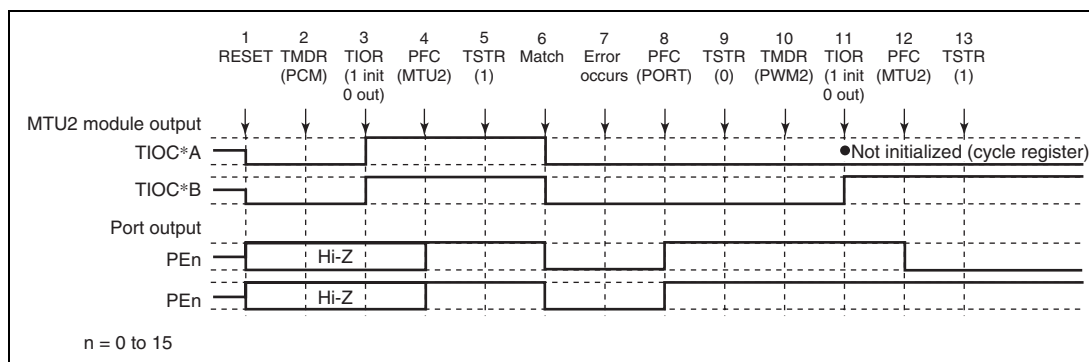 1 2 3 4 5 6 7 8 9 10 11 12 13
RESET TMDR TIOR PFC TSTR Match Error PFC TSTR TMDR TIOR PFC TSTR
(PCM) (1 init (MTU2) (1) occurs (PORT) (0) (PWM2) (1 init (MTU2) (1)
0 out) 0 out)
MTU2 module output
TIOC*A
●Not initialized (cycle register)
TIOC*B
Port output
PEn
Hi-Z
PEn
Hi-Z
n = 0 to 15